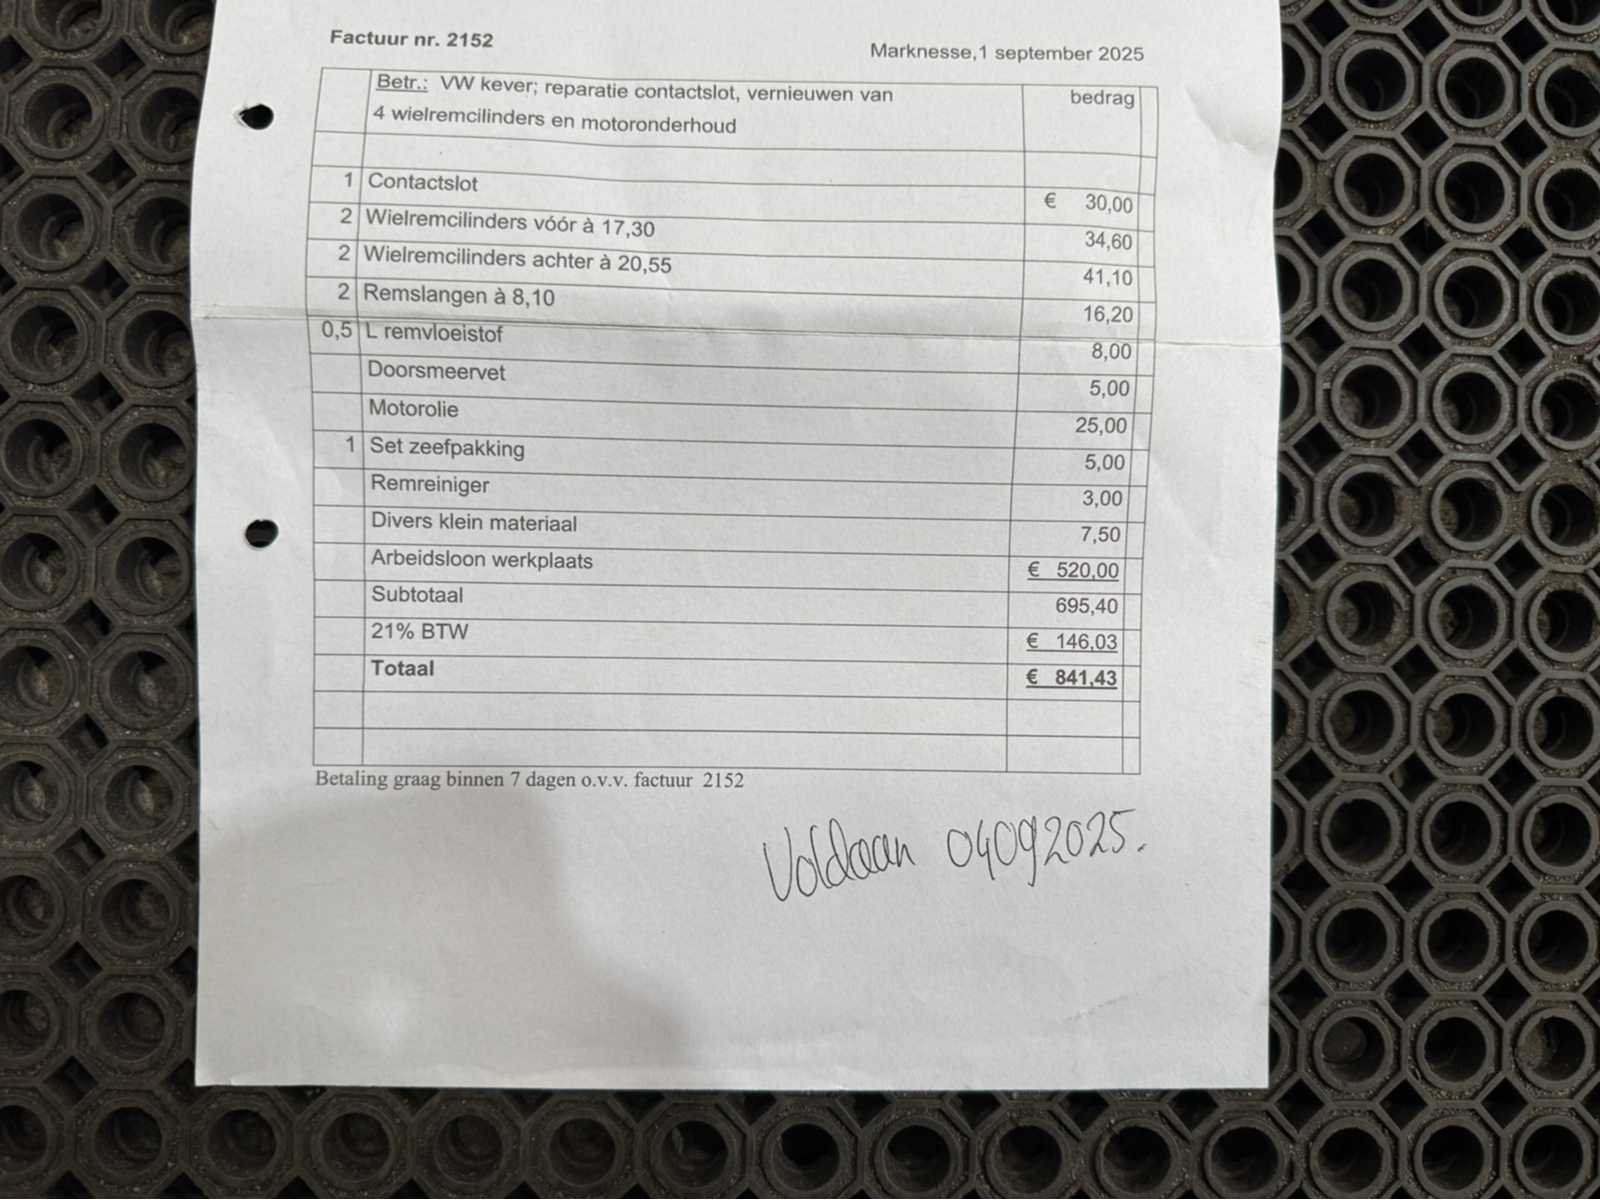 Factuur nr. 2152
Marknesse,1 september 2025
Betr.: VW kever; reparatie contactslot, vernieuwen van bedrag
4 wielremcilinders en motoronderhoud
1 Contactslot € 30,00
2 Wielremcilinders vóór à 17,30 34,60
2 Wielremcilinders achter à 20,55 41,10
2 Remslangen à 8,10 16,20
0,5 L remvloeistof 8,00
Doorsmeervet 5,00
Motorolie 25,00
1 Set zeefpakking 5,00
Remreiniger 3,00
Divers klein materiaal 7,50
Arbeidsloon werkplaats € 520,00
Subtotaal 695,40
21% BTW € 146,03
Totaal € 841,43
Betaling graag binnen 7 dagen o.v.v. factuur 2152
Voldaan 04092025.